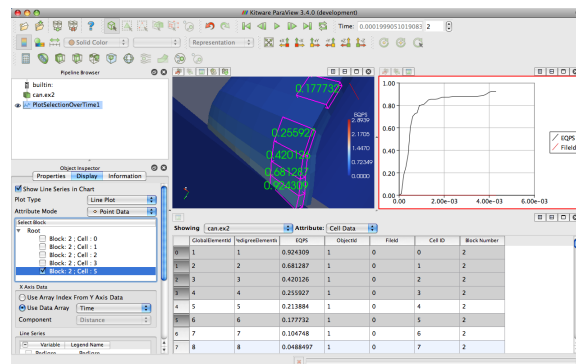 Kitware ParaView 3.4.0 (development)
Time: 0.0001999051019083 2
Solid Color
Representation
Pipeline Browser
builtin:
can.ex2
PlotSelectionOverTime1
Object Inspector
Properties Display Information
Show Line Series in Chart
Plot Type Line Plot
Attribute Mode Point Data
Select Block
Root
Block: 2 ; Cell : 0
Block: 2 ; Cell : 1
Block: 2 ; Cell : 2
Block: 2 ; Cell : 3
Block: 2 ; Cell : 5
X Axis Data
Use Array Index From Y Axis Data
Use Data Array Time
Component Distance
Line Series
Variable Legend Name
0.177732
0.255927
0.420126
0.681287
0.924309
EQPS
2.8939
2.1705
1.4470
0.72349
0.0000
1.00
0.80
0.60
0.40
0.20
0.00
0.00 2.00e-03 4.00e-03 6.00e-03
EQPS
FileId
Showing can.ex2 Attribute: Cell Data
GlobalElementId PedigreeElementId EQPS ObjectId FileId Cell ID Block Number
0 1 1 0.924309 1 0 0 2
1 2 2 0.681287 1 0 1 2
2 3 3 0.420126 1 0 2 2
3 4 4 0.255927 1 0 3 2
4 5 5 0.213884 1 0 4 2
5 6 6 0.177732 1 0 5 2
6 7 7 0.104748 1 0 6 2
7 8 8 0.0488497 1 0 7 2